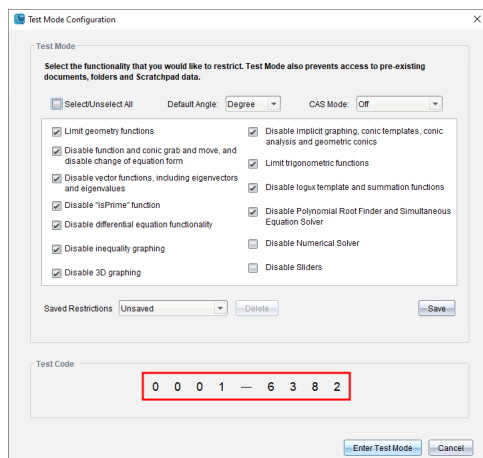 Test Mode Configuration
Test Mode
Select the functionality that you would like to restrict. Test Mode also prevents access to pre-existing
documents, folders and Scratchpad data.
Select/Unselect All Default Angle: Degree CAS Mode: Off
Limit geometry functions
Disable function and conic grab and move, and
disable change of equation form
Disable vector functions, including eigenvectors
and eigenvalues
Disable "isPrime" function
Disable differential equation functionality
Disable inequality graphing
Disable 3D graphing
Disable implicit graphing, conic templates, conic
analysis and geometric conics
Limit trigonometric functions
Disable logbx template and summation functions
Disable Polynomial Root Finder and Simultaneous
Equation Solver
Disable Numerical Solver
Disable Sliders
Saved Restrictions Unsaved Delete Save
Test Code
0 0 0 1 — 6 3 8 2
Enter Test Mode Cancel